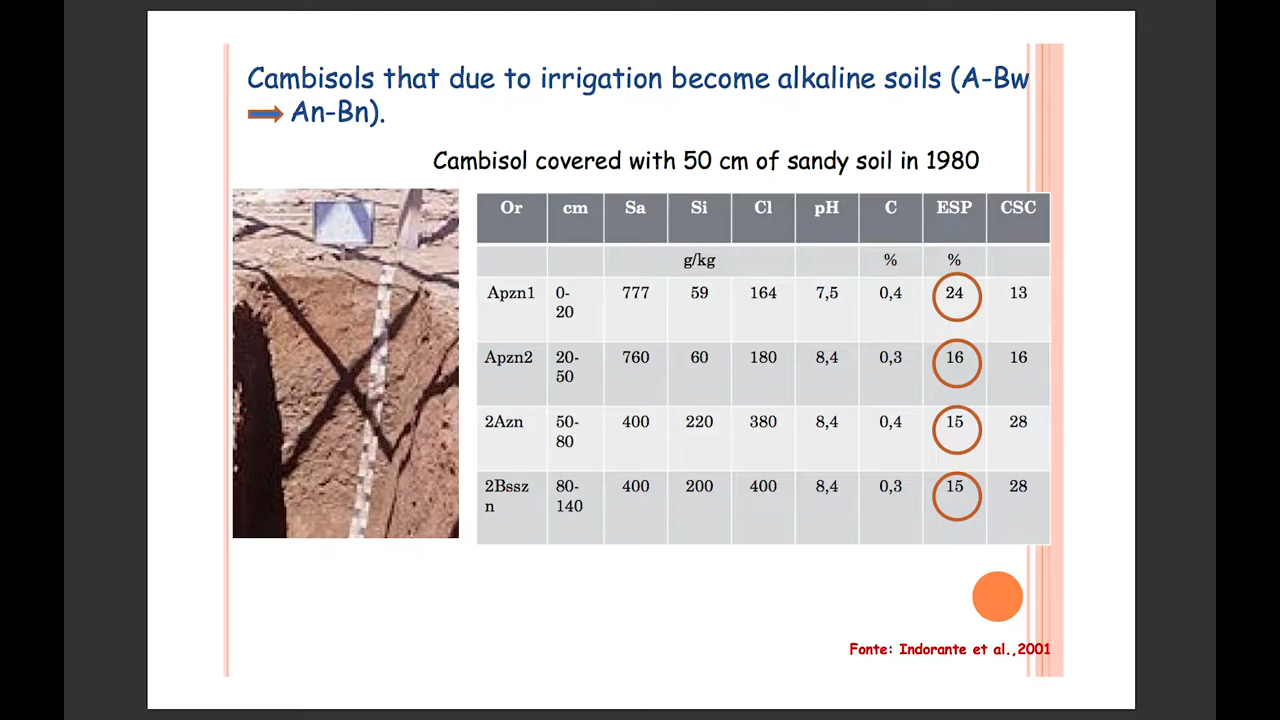 Cambisols that due to irrigation become alkaline soils (A-Bw
An-Bn).
Cambisol covered with 50 cm of sandy soil in 1980
Or cm Sa Si Cl pH C ESP CSC
g/kg % %
Apzn1 0-20 777 59 164 7,5 0,4 24 13
Apzn2 20-50 760 60 180 8,4 0,3 16 16
2Azn 50-80 400 220 380 8,4 0,4 15 28
2Bsszn 80-140 400 200 400 8,4 0,3 15 28
Fonte: Indorante et al.,2001